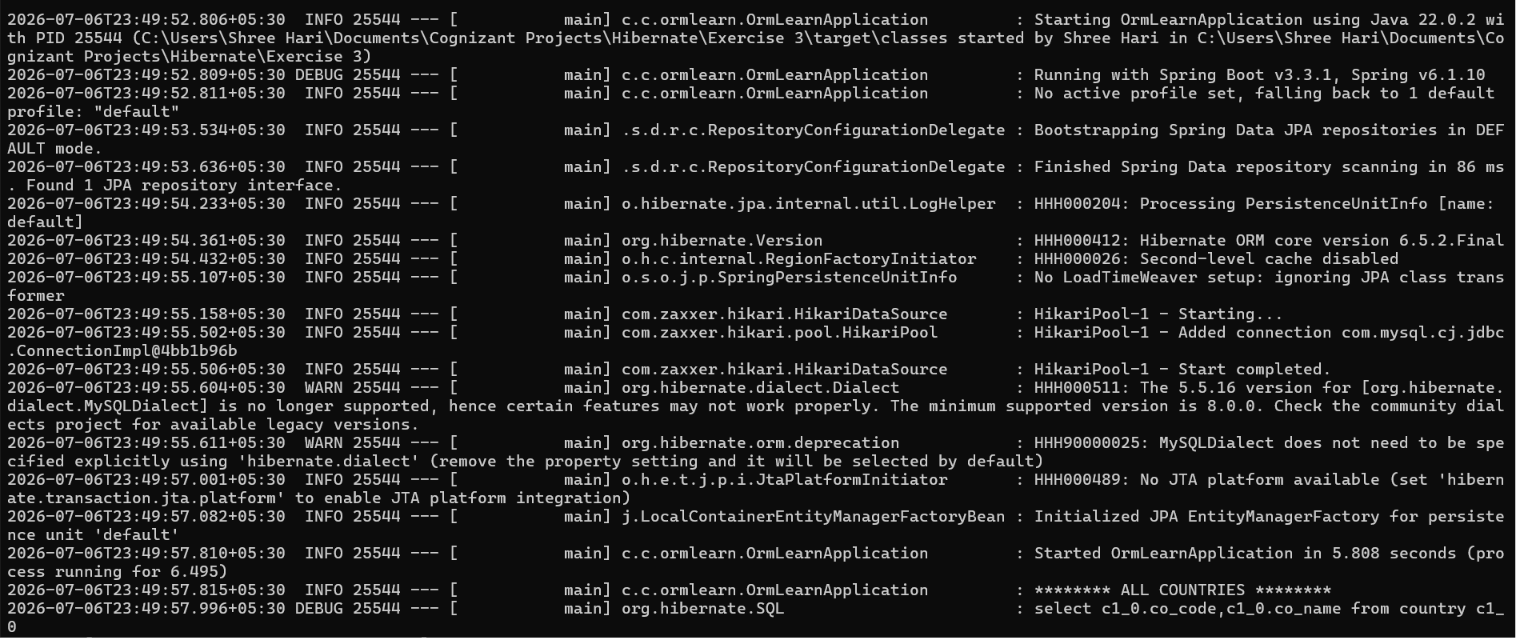 2026-07-06T23:49:52.806+05:30  INFO 25544 --- [           main] c.c.ormlearn.OrmLearnApplication         : Starting OrmLearnApplication using Java 22.0.2 wi
th PID 25544 (C:\Users\Shree Hari\Documents\Cognizant Projects\Hibernate\Exercise 3\target\classes started by Shree Hari in C:\Users\Shree Hari\Documents\Co
gnizant Projects\Hibernate\Exercise 3)
2026-07-06T23:49:52.809+05:30 DEBUG 25544 --- [           main] c.c.ormlearn.OrmLearnApplication         : Running with Spring Boot v3.3.1, Spring v6.1.10
2026-07-06T23:49:52.811+05:30  INFO 25544 --- [           main] c.c.ormlearn.OrmLearnApplication         : No active profile set, falling back to 1 default
profile: "default"
2026-07-06T23:49:53.534+05:30  INFO 25544 --- [           main] .s.d.r.c.RepositoryConfigurationDelegate : Bootstrapping Spring Data JPA repositories in DEF
AULT mode.
2026-07-06T23:49:53.636+05:30  INFO 25544 --- [           main] .s.d.r.c.RepositoryConfigurationDelegate : Finished Spring Data repository scanning in 86 ms
. Found 1 JPA repository interface.
2026-07-06T23:49:54.233+05:30  INFO 25544 --- [           main] o.hibernate.jpa.internal.util.LogHelper  : HHH000204: Processing PersistenceUnitInfo [name:
default]
2026-07-06T23:49:54.361+05:30  INFO 25544 --- [           main] org.hibernate.Version                    : HHH000412: Hibernate ORM core version 6.5.2.Final
2026-07-06T23:49:54.432+05:30  INFO 25544 --- [           main] o.h.c.internal.RegionFactoryInitiator    : HHH000026: Second-level cache disabled
2026-07-06T23:49:55.107+05:30  INFO 25544 --- [           main] o.s.o.j.p.SpringPersistenceUnitInfo      : No LoadTimeWeaver setup: ignoring JPA class trans
former
2026-07-06T23:49:55.158+05:30  INFO 25544 --- [           main] com.zaxxer.hikari.HikariDataSource       : HikariPool-1 - Starting...
2026-07-06T23:49:55.502+05:30  INFO 25544 --- [           main] com.zaxxer.hikari.pool.HikariPool        : HikariPool-1 - Added connection com.mysql.cj.jdbc
.ConnectionImpl@4bb1b96b
2026-07-06T23:49:55.506+05:30  INFO 25544 --- [           main] com.zaxxer.hikari.HikariDataSource       : HikariPool-1 - Start completed.
2026-07-06T23:49:55.604+05:30  WARN 25544 --- [           main] org.hibernate.dialect.Dialect            : HHH000511: The 5.5.16 version for [org.hibernate.
dialect.MySQLDialect] is no longer supported, hence certain features may not work properly. The minimum supported version is 8.0.0. Check the community dial
ects project for available legacy versions.
2026-07-06T23:49:55.611+05:30  WARN 25544 --- [           main] org.hibernate.orm.deprecation            : HHH90000025: MySQLDialect does not need to be spe
cified explicitly using 'hibernate.dialect' (remove the property setting and it will be selected by default)
2026-07-06T23:49:57.001+05:30  INFO 25544 --- [           main] o.h.e.t.j.p.i.JtaPlatformInitiator       : HHH000489: No JTA platform available (set 'hibern
ate.transaction.jta.platform' to enable JTA platform integration)
2026-07-06T23:49:57.082+05:30  INFO 25544 --- [           main] j.LocalContainerEntityManagerFactoryBean : Initialized JPA EntityManagerFactory for persiste
nce unit 'default'
2026-07-06T23:49:57.810+05:30  INFO 25544 --- [           main] c.c.ormlearn.OrmLearnApplication         : Started OrmLearnApplication in 5.808 seconds (pro
cess running for 6.495)
2026-07-06T23:49:57.815+05:30  INFO 25544 --- [           main] c.c.ormlearn.OrmLearnApplication         : ******** ALL COUNTRIES ********
2026-07-06T23:49:57.996+05:30 DEBUG 25544 --- [           main] org.hibernate.SQL                        : select c1_0.co_code,c1_0.co_name from country c1_
0